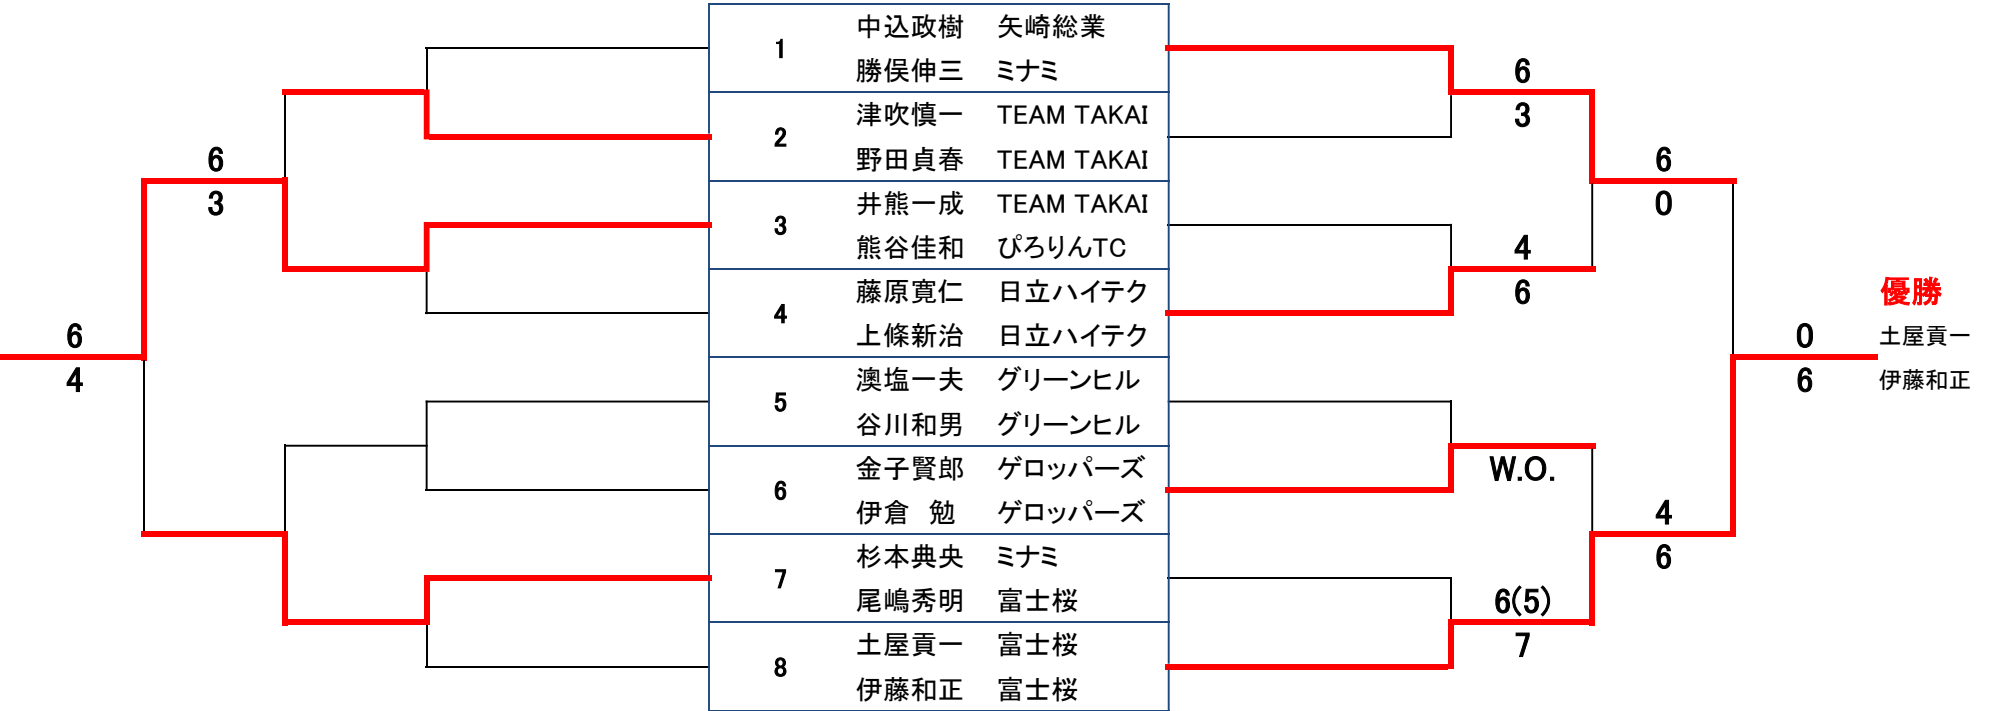 1
中込政樹 矢崎総業
勝俣伸三 ミナミ
2
津吹慎一 TEAM TAKAI
野田貞春 TEAM TAKAI
3
井熊一成 TEAM TAKAI
熊谷佳和 ぴろりんTC
4
藤原寛仁 日立ハイテク
上條新治 日立ハイテク
5
澳塩一夫 グリーンヒル
谷川和男 グリーンヒル
6
金子賢郎 ゲロッパーズ
伊倉　勉 ゲロッパーズ
7
杉本典央 ミナミ
尾嶋秀明 富士桜
8
土屋貢一 富士桜
伊藤和正 富士桜
6
3
6
4
6
3
4
6
W.O.
6(5)
7
6
0
4
6
0
6
優勝
土屋貢一
伊藤和正